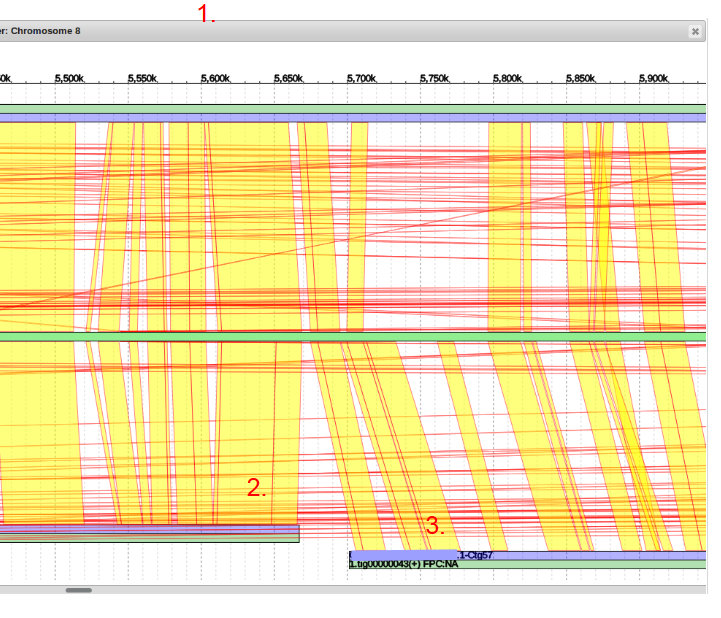 1.
er: Chromosome 8
0k 5,500k 5,550k 5,600k 5,650k 5,700k 5,750k 5,800k 5,850k 5,900k
2.
3.
.1-Ctg57
1.tig00000043(+) FPC:NA